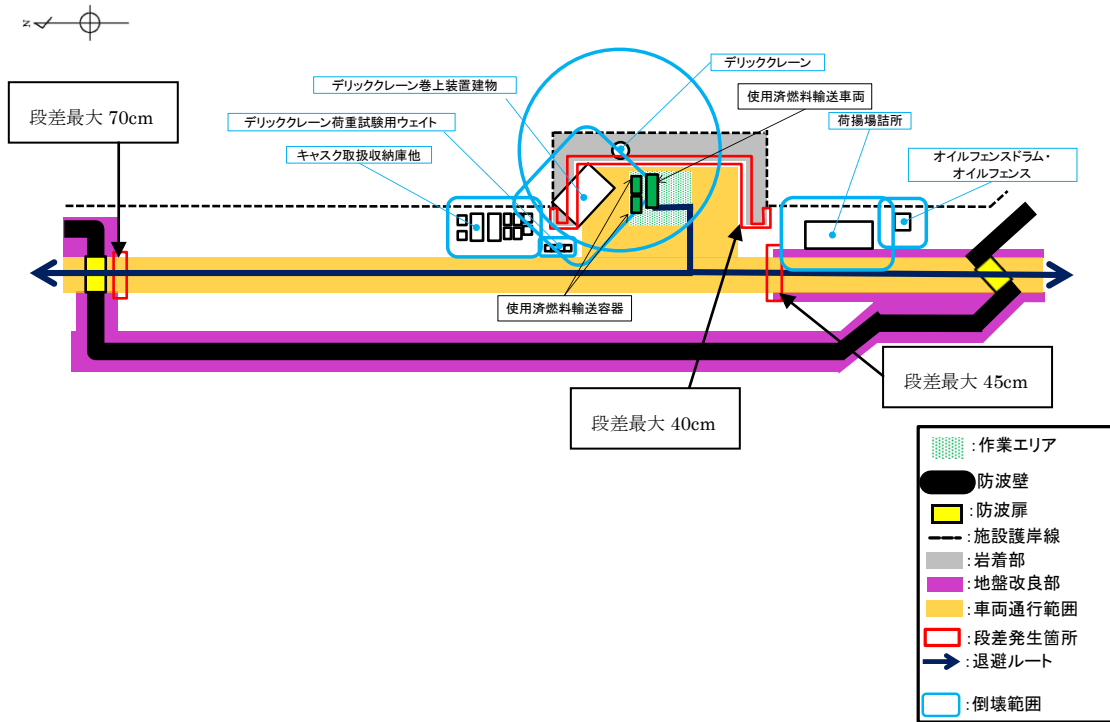 N
デリッククレーン
デリッククレーン巻上装置建物
使用済燃料輸送車両
段差最大 70cm
荷揚場詰所
デリッククレーン荷重試験用ウェイト
キャスク取扱収納庫他
オイルフェンスドラム・
オイルフェンス
使用済燃料輸送容器
段差最大 45cm
段差最大 40cm
:作業エリア
防波壁
:防波扉
:施設護岸線
:岩着部
:地盤改良部
:車両通行範囲
:段差発生箇所
:退避ルート
:倒壊範囲